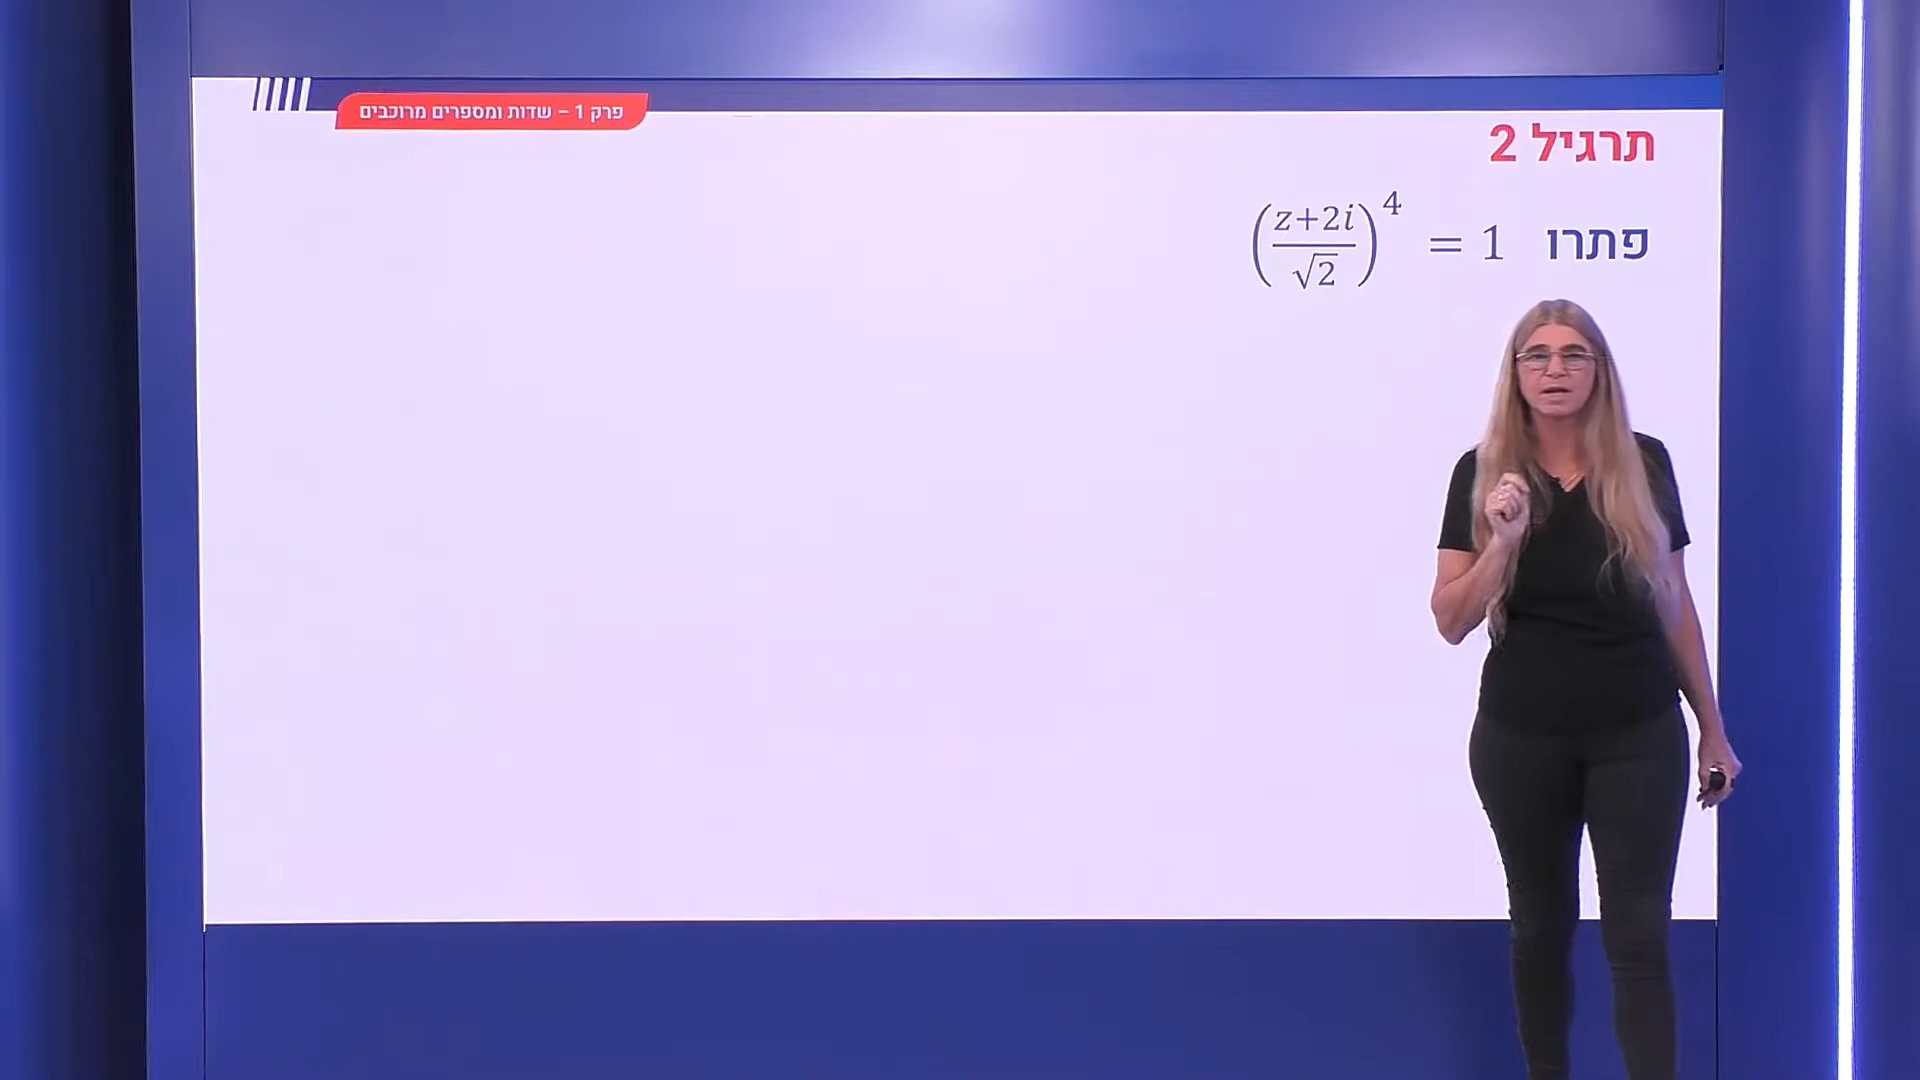 פרק 1 – שדות ומספרים מרוכבים
תרגיל 2
פתרו (z+2i/√2)^4 = 1